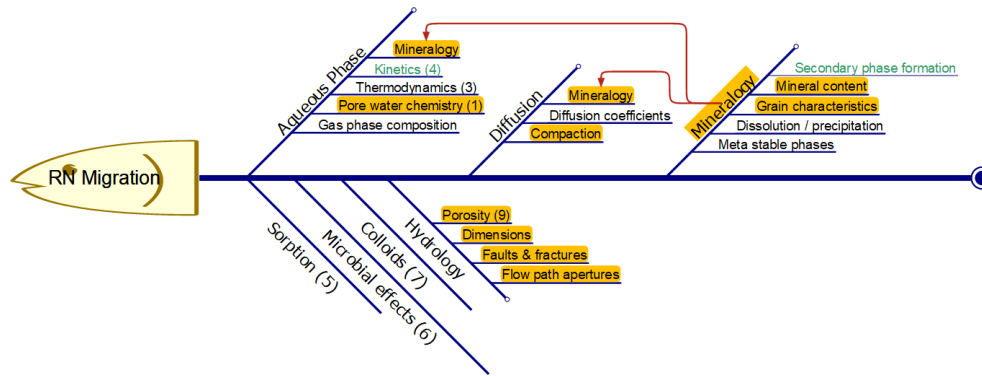 RN Migration
Aqueous Phase
Mineralogy
Kinetics (4)
Thermodynamics (3)
Pore water chemistry (1)
Gas phase composition
Diffusion
Mineralogy
Diffusion coefficients
Compaction
Mineralogy
Secondary phase formation
Mineral content
Grain characteristics
Dissolution / precipitation
Meta stable phases
Sorption (5)
Microbial effects (6)
Colloids (7)
Hydrology
Porosity (9)
Dimensions
Faults & fractures
Flow path apertures